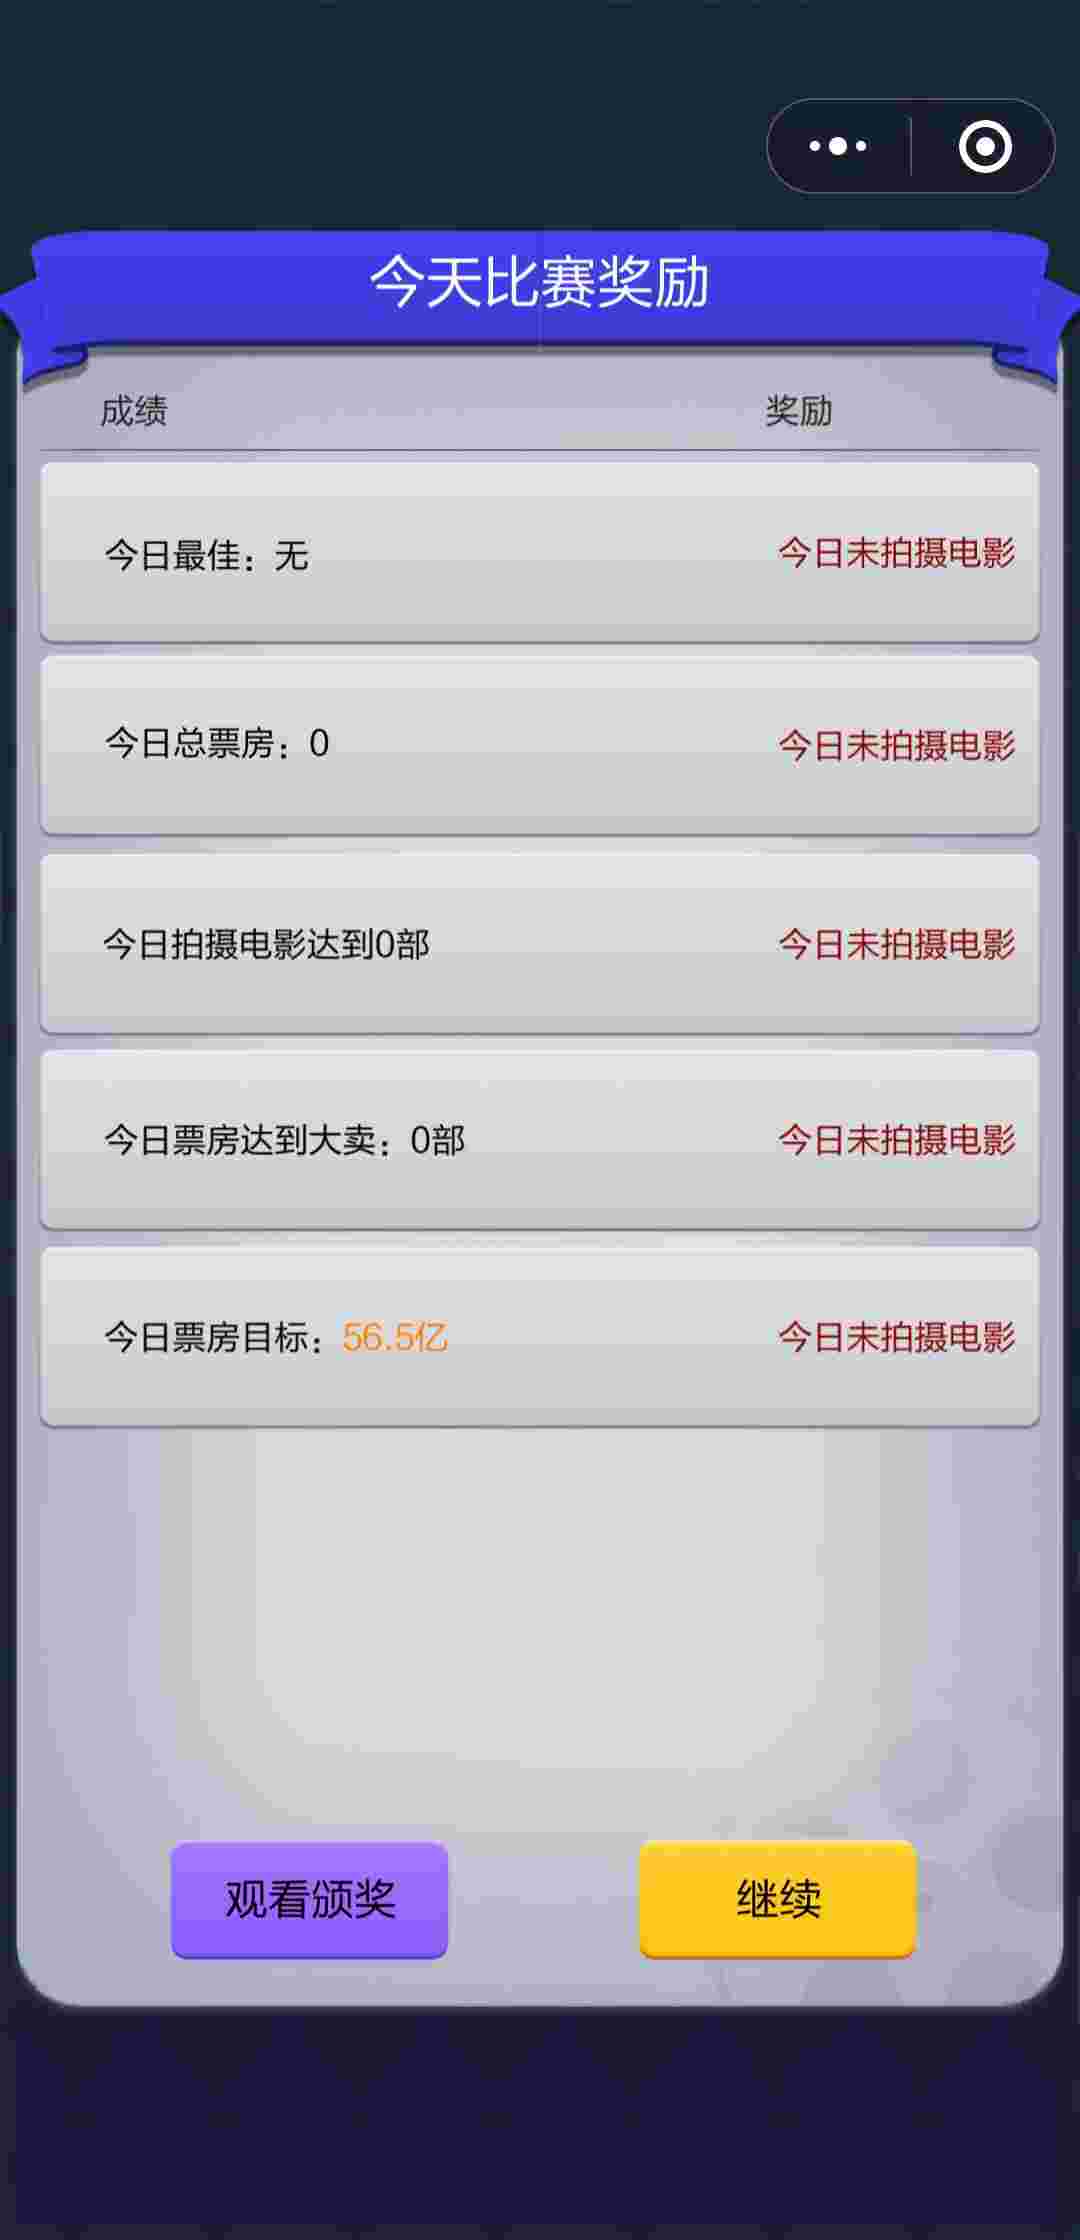 今天比赛奖励
成绩 奖励
今日最佳：无 今日未拍摄电影
今日总票房：0 今日未拍摄电影
今日拍摄电影达到0部 今日未拍摄电影
今日票房达到大卖：0部 今日未拍摄电影
今日票房目标：56.5亿 今日未拍摄电影
观看颁奖 继续